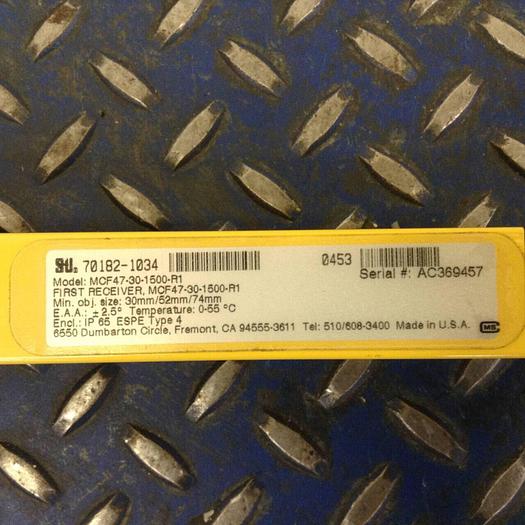 STI® 70182-1034 0453
Model: MCF47-30-1500-R1 Serial #: AC369457
FIRST RECEIVER, MCF47-30-1500-R1
Min. obj. size: 30mm/52mm/74mm
E.A.A.: ± 2.5° Temperature: 0-55 °C
Encl.: IP 65 ESPE Type 4
6550 Dumbarton Circle, Fremont, CA 94555-3611 Tel: 510/608-3400 Made in U.S.A.